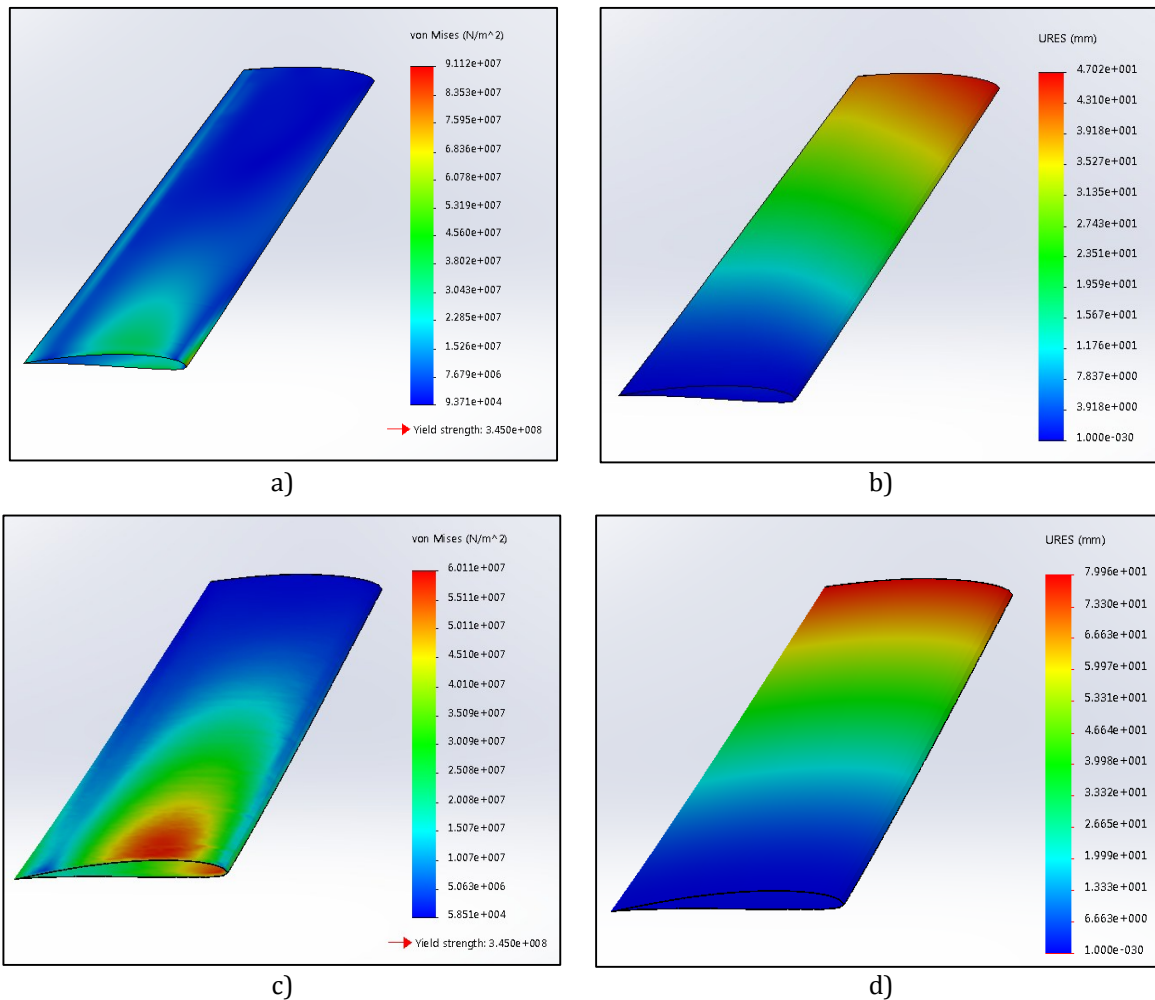 von Mises (N/m^2)
9.112e+007
8.353e+007
7.595e+007
6.836e+007
6.078e+007
5.319e+007
4.560e+007
3.802e+007
3.043e+007
2.285e+007
1.526e+007
7.679e+006
9.371e+004
Yield strength: 3.450e+008
a)
URES (mm)
4.702e+001
4.310e+001
3.918e+001
3.527e+001
3.135e+001
2.743e+001
2.351e+001
1.959e+001
1.567e+001
1.176e+001
7.837e+000
3.918e+000
1.000e-030
b)
von Mises (N/m^2)
6.011e+007
5.511e+007
5.011e+007
4.510e+007
4.010e+007
3.509e+007
3.009e+007
2.508e+007
2.008e+007
1.507e+007
1.007e+007
5.063e+006
5.851e+004
Yield strength: 3.450e+008
c)
URES (mm)
7.996e+001
7.330e+001
6.663e+001
5.997e+001
5.331e+001
4.664e+001
3.998e+001
3.332e+001
2.665e+001
1.999e+001
1.333e+001
6.663e+000
1.000e-030
d)